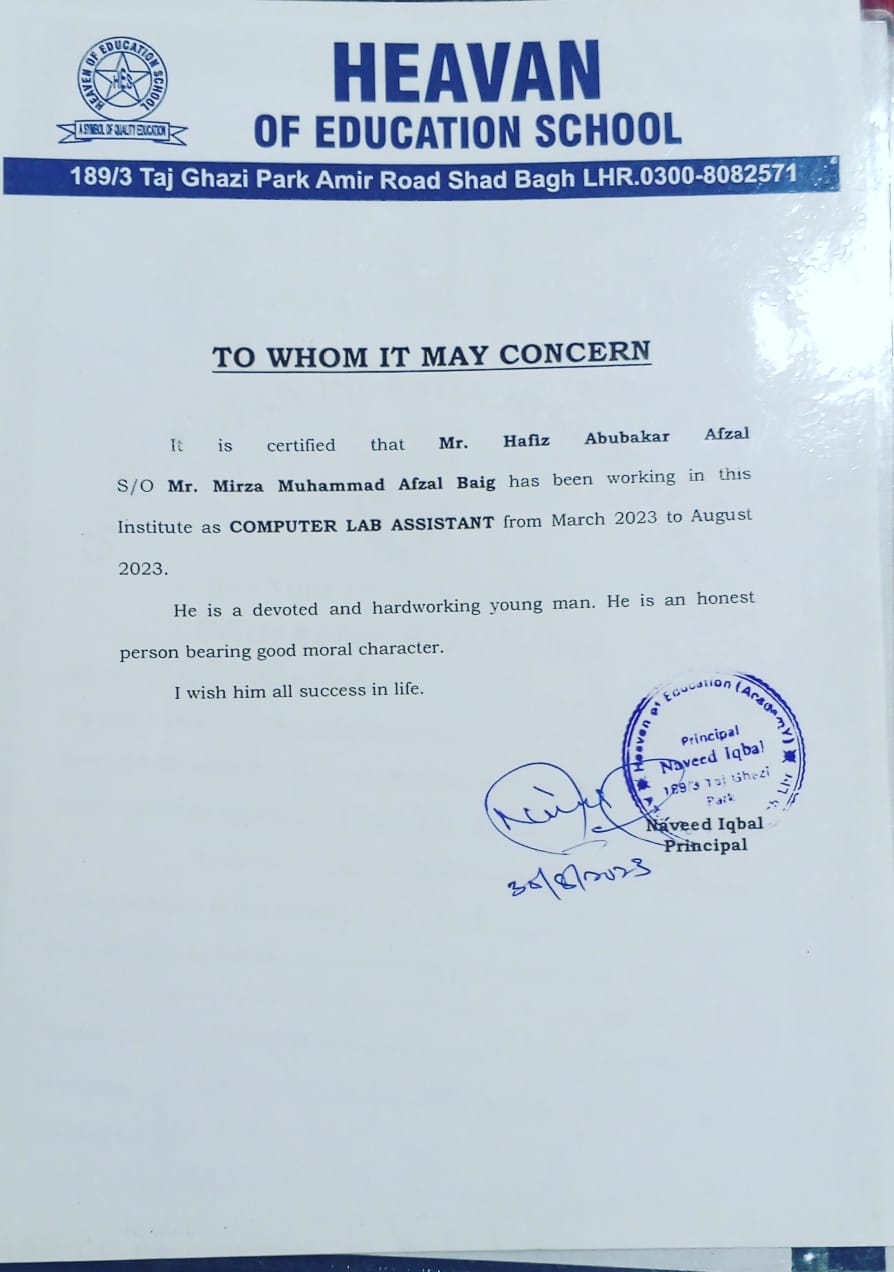 HEAVEN OF EDUCATION SCHOOL
HES
A SYMBOL OF QUALITY EDUCATION
HEAVAN
OF EDUCATION SCHOOL
189/3 Taj Ghazi Park Amir Road Shad Bagh LHR.0300-8082571
TO WHOM IT MAY CONCERN
It is certified that Mr. Hafiz Abubakar Afzal
S/O Mr. Mirza Muhammad Afzal Baig has been working in this
Institute as COMPUTER LAB ASSISTANT from March 2023 to August
2023.
He is a devoted and hardworking young man. He is an honest
person bearing good moral character.
I wish him all success in life.
Heaven of Education (Academy)
Principal
Naveed Iqbal
189/3 Taj Ghazi
Park
Naveed Iqbal
Principal